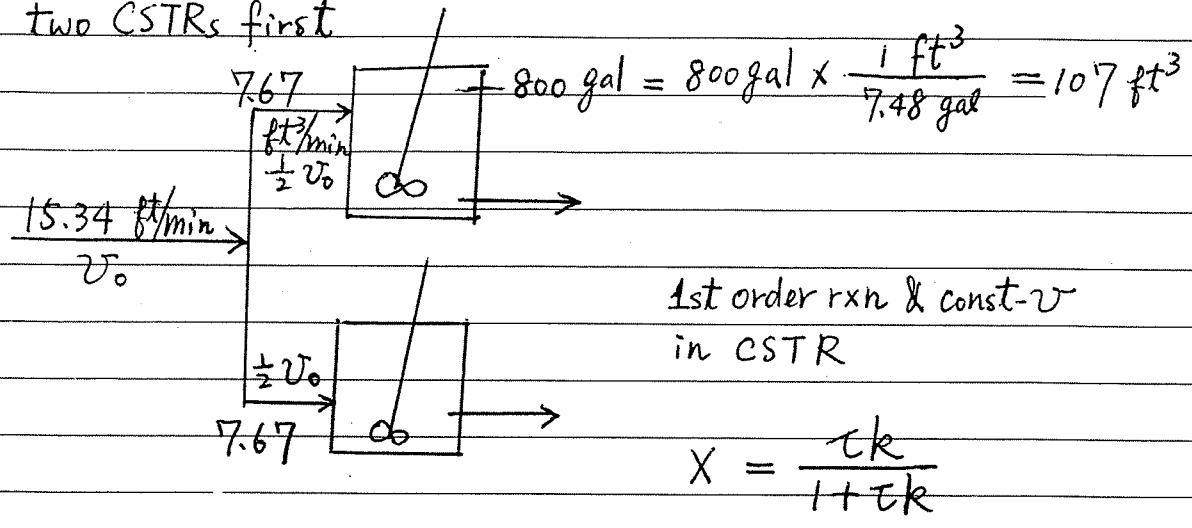 two CSTRs first
7.67
ft³/min
½ v₀
800 gal = 800 gal × 1 ft³ / 7.48 gal = 107 ft³
15.34 ft/min
v₀
½ v₀
7.67
1st order rxn & const-v
in CSTR
X = τk / 1 + τk